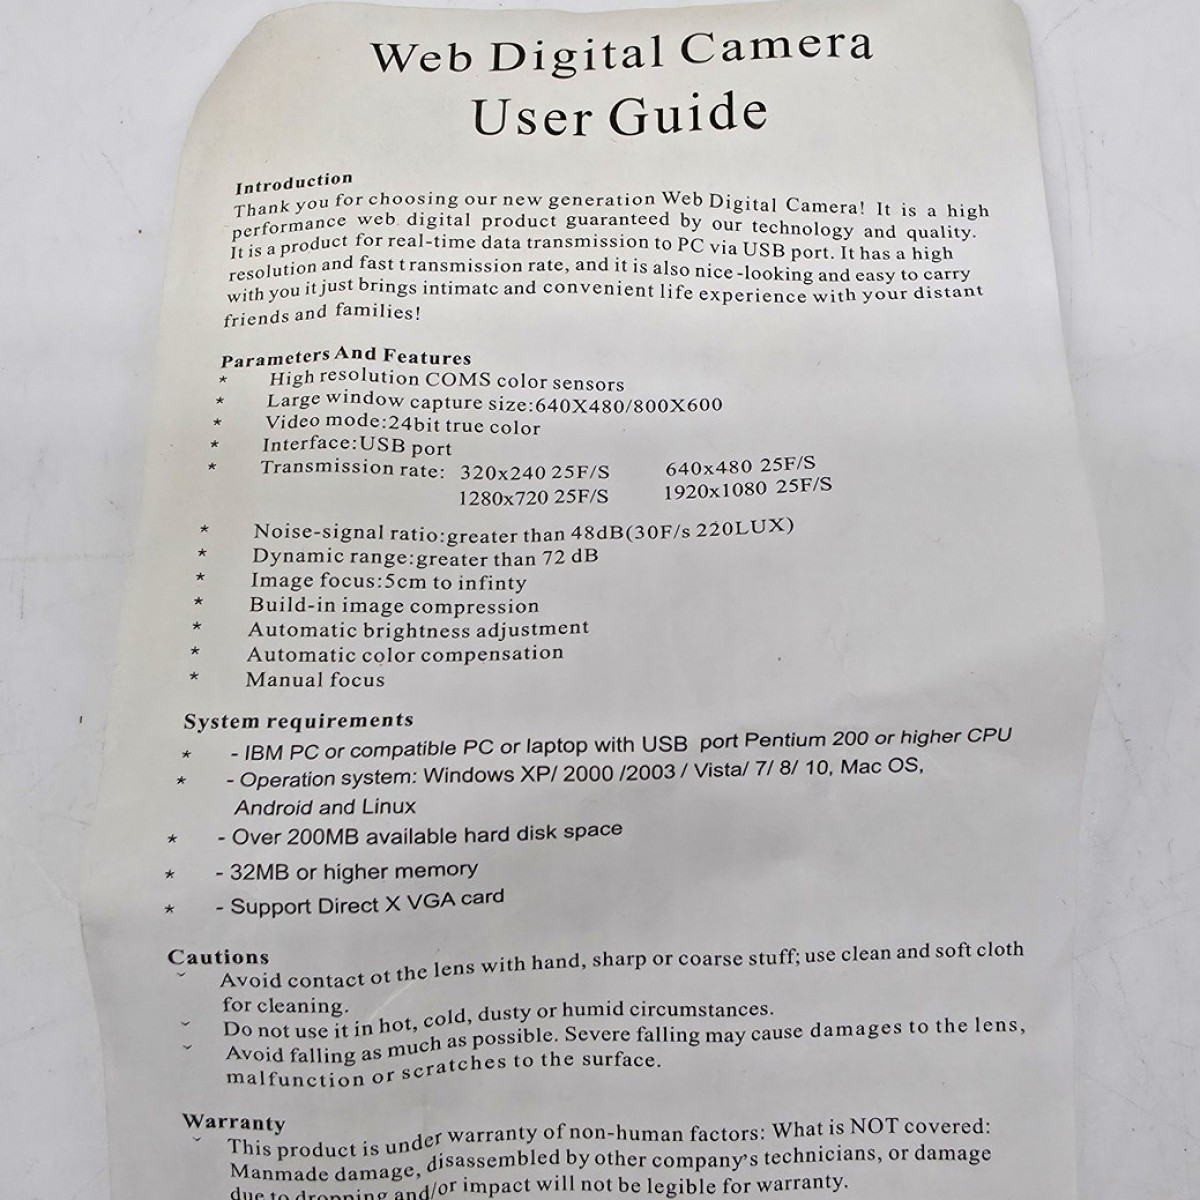 Web Digital Camera
User Guide
Introduction
Thank you for choosing our new generation Web Digital Camera! It is a high
performance web digital product guaranteed by our technology and quality.
It is a product for real-time data transmission to PC via USB port. It has a high
resolution and fast t ransmission rate, and it is also nice -looking and easy to carry
with you it just brings intimatc and convenient life experience with your distant
friends and families!
Parameters And Features
* High resolution COMS color sensors
* Large window capture size:640X480/800X600
* Video mode:24bit true color
* Interface:USB port
* Transmission rate: 320x240 25F/S 640x480 25F/S
1280x720 25F/S 1920x1080 25F/S
* Noise-signal ratio:greater than 48dB(30F/s 220LUX)
* Dynamic range:greater than 72 dB
* Image focus:5cm to infinty
* Build-in image compression
* Automatic brightness adjustment
* Automatic color compensation
* Manual focus
System requirements
* - IBM PC or compatible PC or laptop with USB port Pentium 200 or higher CPU
* - Operation system: Windows XP/ 2000 /2003 / Vista/ 7/ 8/ 10, Mac OS,
Android and Linux
* - Over 200MB available hard disk space
* - 32MB or higher memory
* - Support Direct X VGA card
Cautions
ˇ Avoid contact ot the lens with hand, sharp or coarse stuff; use clean and soft cloth
for cleaning.
ˇ Do not use it in hot, cold, dusty or humid circumstances.
ˇ Avoid falling as much as possible. Severe falling may cause damages to the lens,
malfunction or scratches to the surface.
Warranty
ˇ This product is under warranty of non-human factors: What is NOT covered:
Manmade damage, disassembled by other company's technicians, or damage
due to dropping and/or impact will not be legible for warranty.